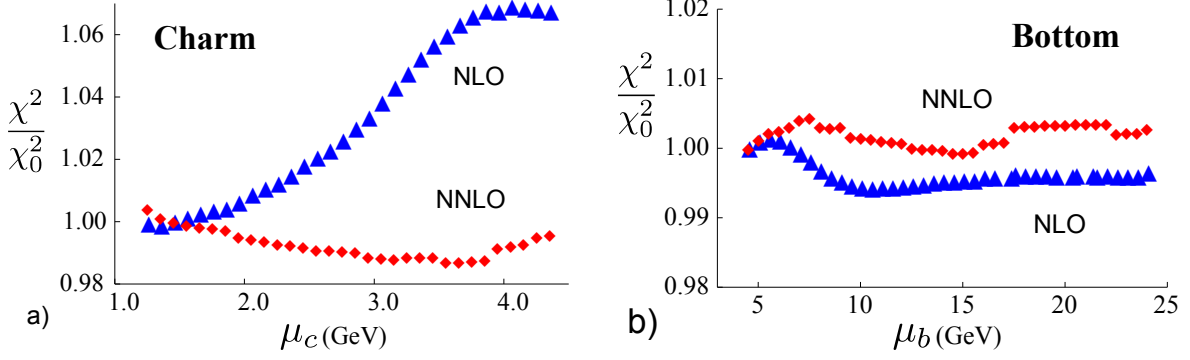 Charm
χ²/χ₀²
1.06
1.04
1.02
1.00
0.98
NLO
NNLO
1.0 2.0 3.0 4.0
μ_c (GeV)
a)
Bottom
χ²/χ₀²
1.02
1.01
1.00
0.99
0.98
NNLO
NLO
5 10 15 20 25
μ_b (GeV)
b)